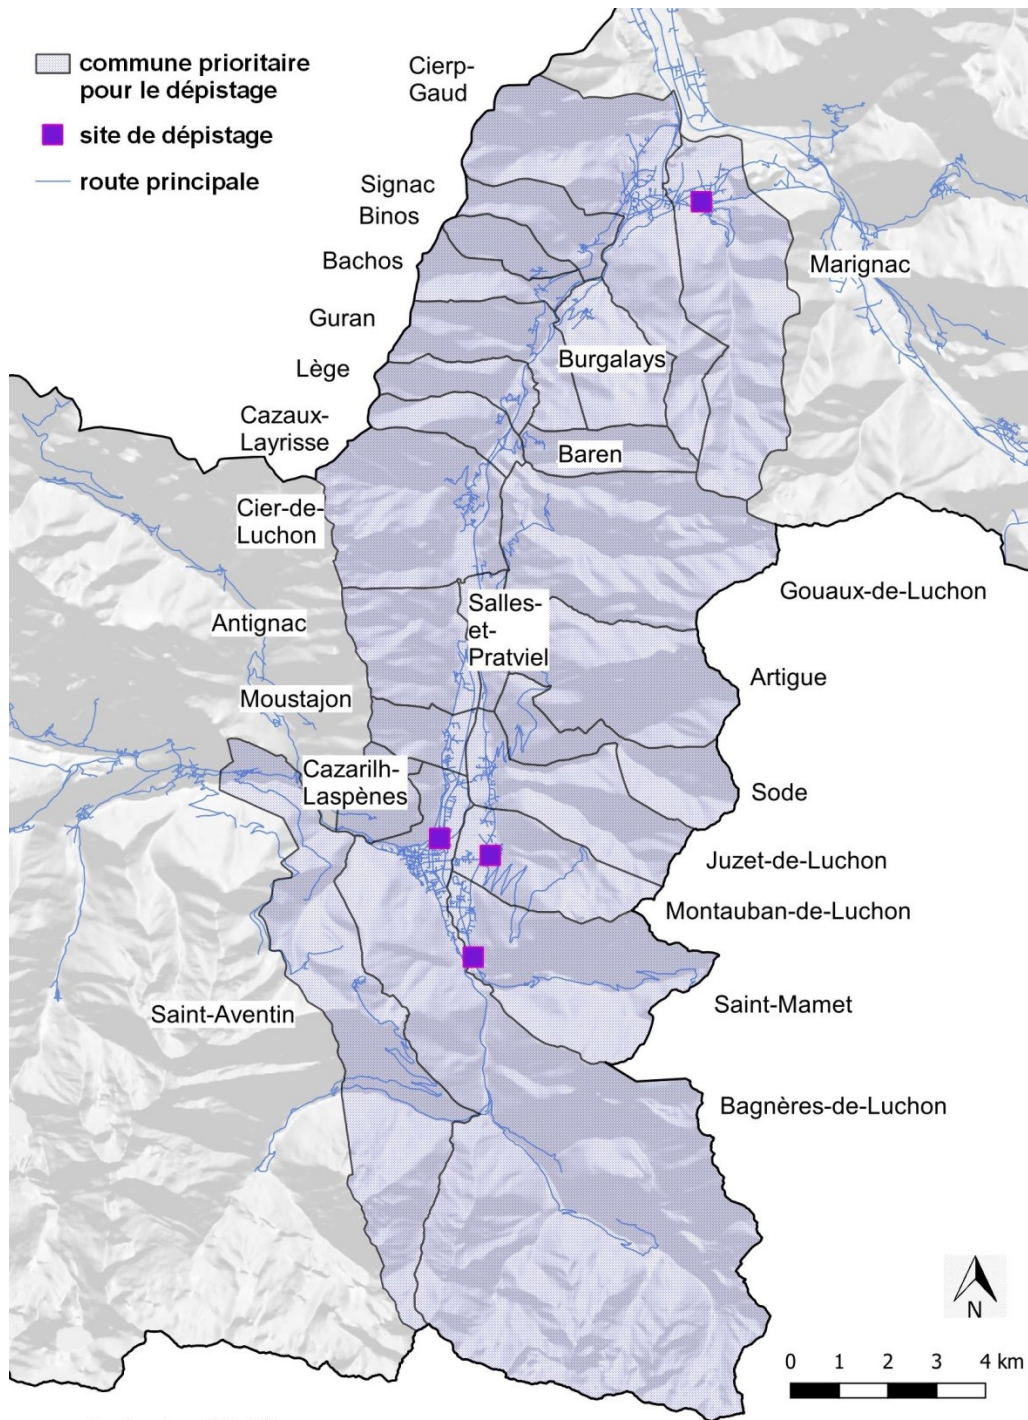 commune prioritaire
pour le dépistage
site de dépistage
route principale
Cierp-
Gaud
Signac
Binos
Bachos
Marignac
Guran
Burgalays
Lège
Cazaux-
Layrisse
Baren
Cier-de-
Luchon
Gouaux-de-Luchon
Salles-
et-
Pratviel
Antignac
Artigue
Moustajon
Cazarilh-
Laspènes
Sode
Juzet-de-Luchon
Montauban-de-Luchon
Saint-Mamet
Saint-Aventin
Bagnères-de-Luchon
N
0 1 2 3 4 km